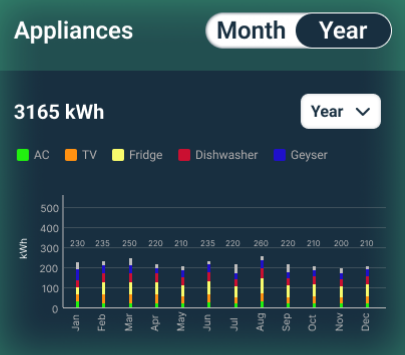 Appliances
Month Year
3165 kWh
Year
AC TV Fridge Dishwasher Geyser
kWh
500
400
300
200
100
0
230 235 250 220 210 235 220 260 220 210 200 210
Jan Feb Mar Apr May Jun Jul Aug Sep Oct Nov Dec